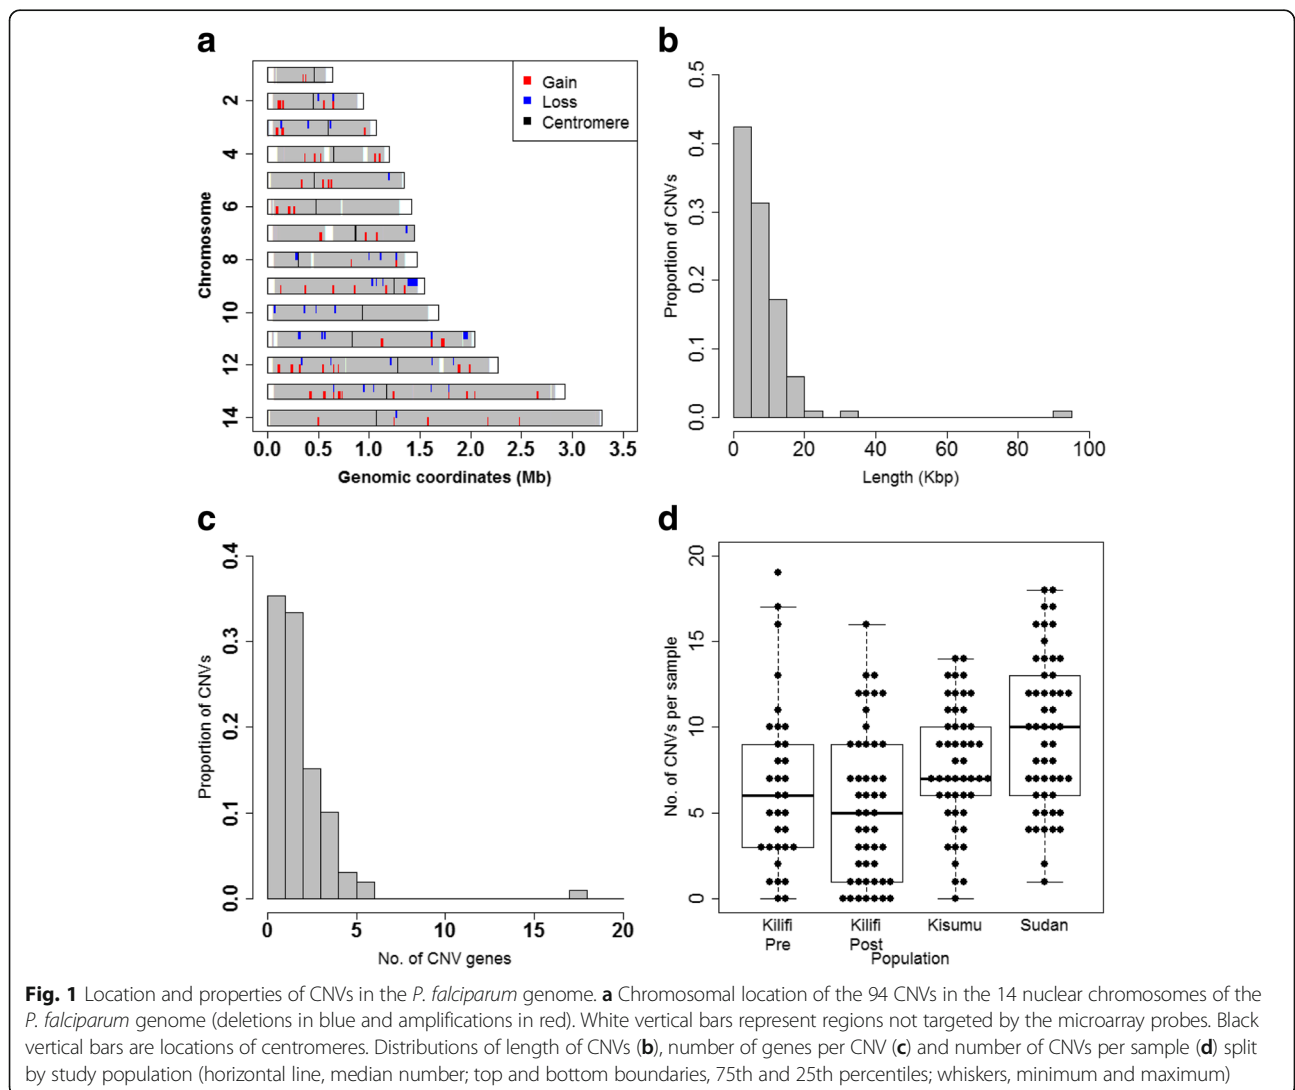 a
Gain
Loss
Centromere
Chromosome
2
4
6
8
10
12
14
0.0 0.5 1.0 1.5 2.0 2.5 3.0 3.5
Genomic coordinates (Mb)
b
Proportion of CNVs
0.5
0.4
0.3
0.2
0.1
0.0
0 20 40 60 80 100
Length (Kbp)
c
Proportion of CNVs
0.4
0.3
0.2
0.1
0.0
0 5 10 15 20
No. of CNV genes
d
No. of CNVs per sample
20
15
10
5
0
Kilifi Kilifi Kisumu Sudan
Pre Post
Population
Fig. 1 Location and properties of CNVs in the P. falciparum genome. a Chromosomal location of the 94 CNVs in the 14 nuclear chromosomes of the
P. falciparum genome (deletions in blue and amplifications in red). White vertical bars represent regions not targeted by the microarray probes. Black
vertical bars are locations of centromeres. Distributions of length of CNVs (b), number of genes per CNV (c) and number of CNVs per sample (d) split
by study population (horizontal line, median number; top and bottom boundaries, 75th and 25th percentiles; whiskers, minimum and maximum)